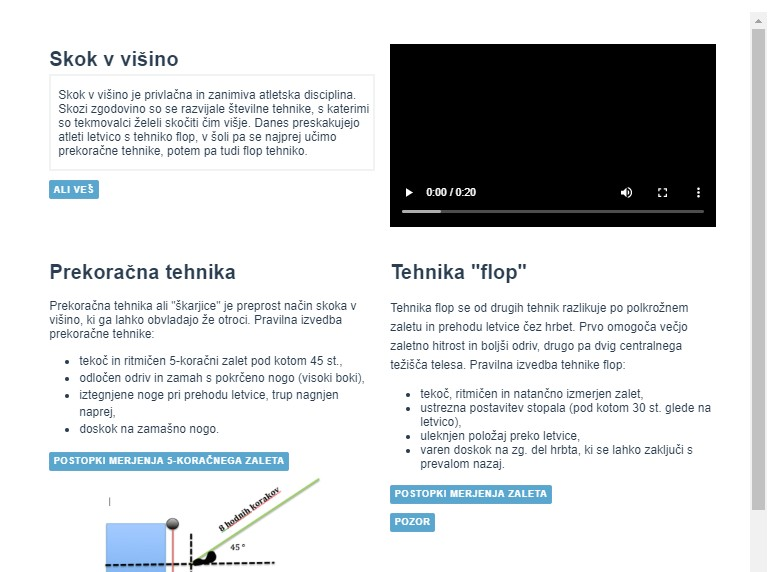 Skok v višino
Skok v višino je privlačna in zanimiva atletska disciplina.
Skozi zgodovino so se razvijale številne tehnike, s katerimi
so tekmovalci želeli skočiti čim višje. Danes preskakujejo
atleti letvico s tehniko flop, v šoli pa se najprej učimo
prekoračne tehnike, potem pa tudi flop tehniko.
ALI VEŠ
0:00 / 0:20
Prekoračna tehnika
Prekoračna tehnika ali "škarjice" je preprost način skoka v
višino, ki ga lahko obvladajo že otroci. Pravilna izvedba
prekoračne tehnike:
tekoč in ritmičen 5-koračni zalet pod kotom 45 st.,
odločen odriv in zamah s pokrčeno nogo (visoki boki),
iztegnjene noge pri prehodu letvice, trup nagnjen
naprej,
doskok na zamašno nogo.
POSTOPKI MERJENJA 5-KORAČNEGA ZALETA
8 hodnih korakov
45 °
Tehnika "flop"
Tehnika flop se od drugih tehnik razlikuje po polkrožnem
zaletu in prehodu letvice čez hrbet. Prvo omogoča večjo
zaletno hitrost in boljši odriv, drugo pa dvig centralnega
težišča telesa. Pravilna izvedba tehnike flop:
tekoč, ritmičen in natančno izmerjen zalet,
ustrezna postavitev stopala (pod kotom 30 st. glede na
letvico),
uleknjen položaj preko letvice,
varen doskok na zg. del hrbta, ki se lahko zaključi s
prevalom nazaj.
POSTOPKI MERJENJA ZALETA
POZOR